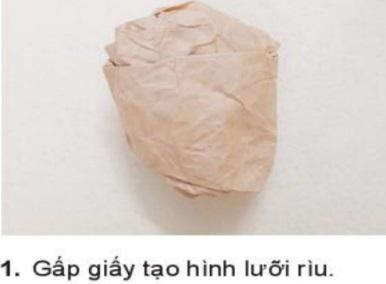 1. Gấp giấy tạo hình lưỡi rìu.